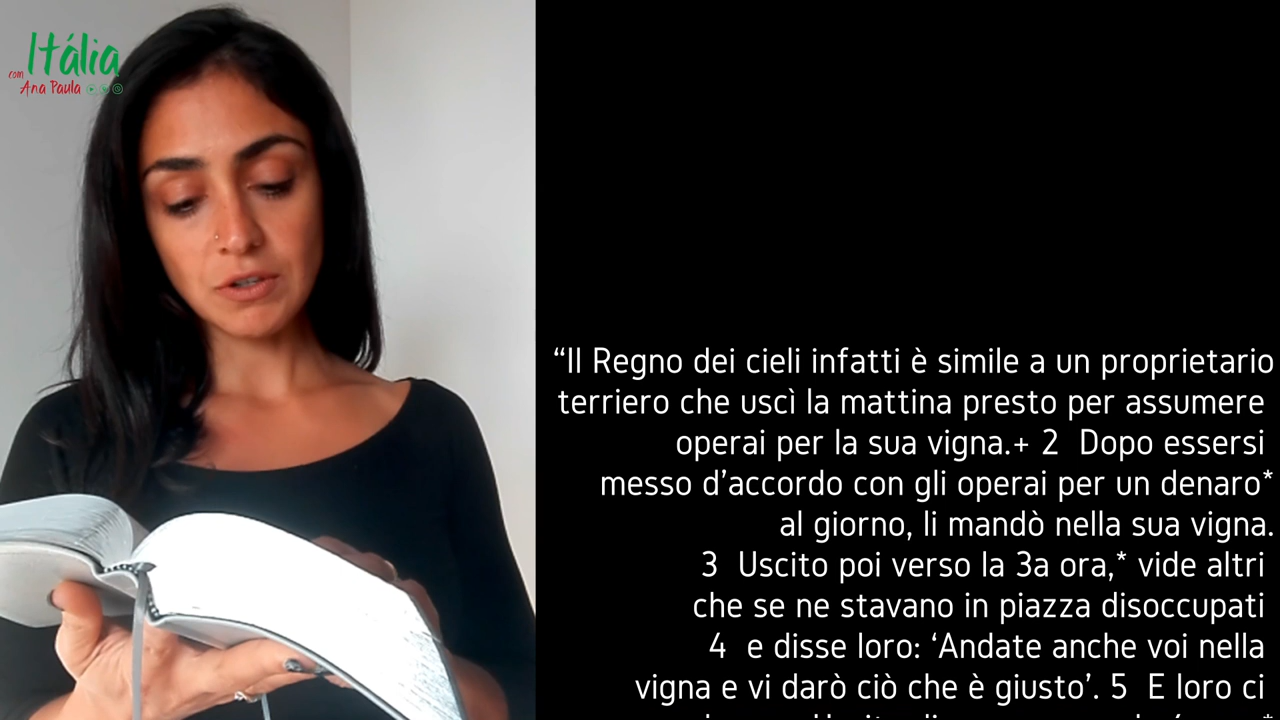 Itália
com
Ana Paula
“Il Regno dei cieli infatti è simile a un proprietario
terriero che uscì la mattina presto per assumere
operai per la sua vigna.+ 2 Dopo essersi
messo d’accordo con gli operai per un denaro*
al giorno, li mandò nella sua vigna.
3 Uscito poi verso la 3a ora,* vide altri
che se ne stavano in piazza disoccupati
4 e disse loro: ‘Andate anche voi nella
vigna e vi darò ciò che è giusto’. 5 E loro ci